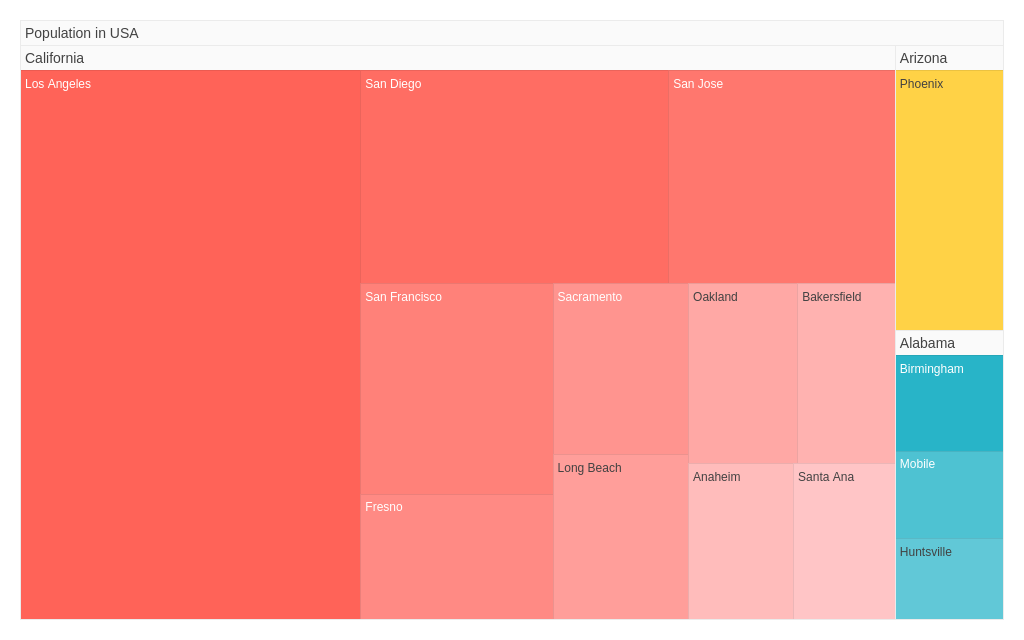 Population in USA
California
Arizona
Los Angeles
San Diego
San Jose
Phoenix
San Francisco
Sacramento
Oakland
Bakersfield
Alabama
Birmingham
Mobile
Long Beach
Anaheim
Santa Ana
Fresno
Huntsville